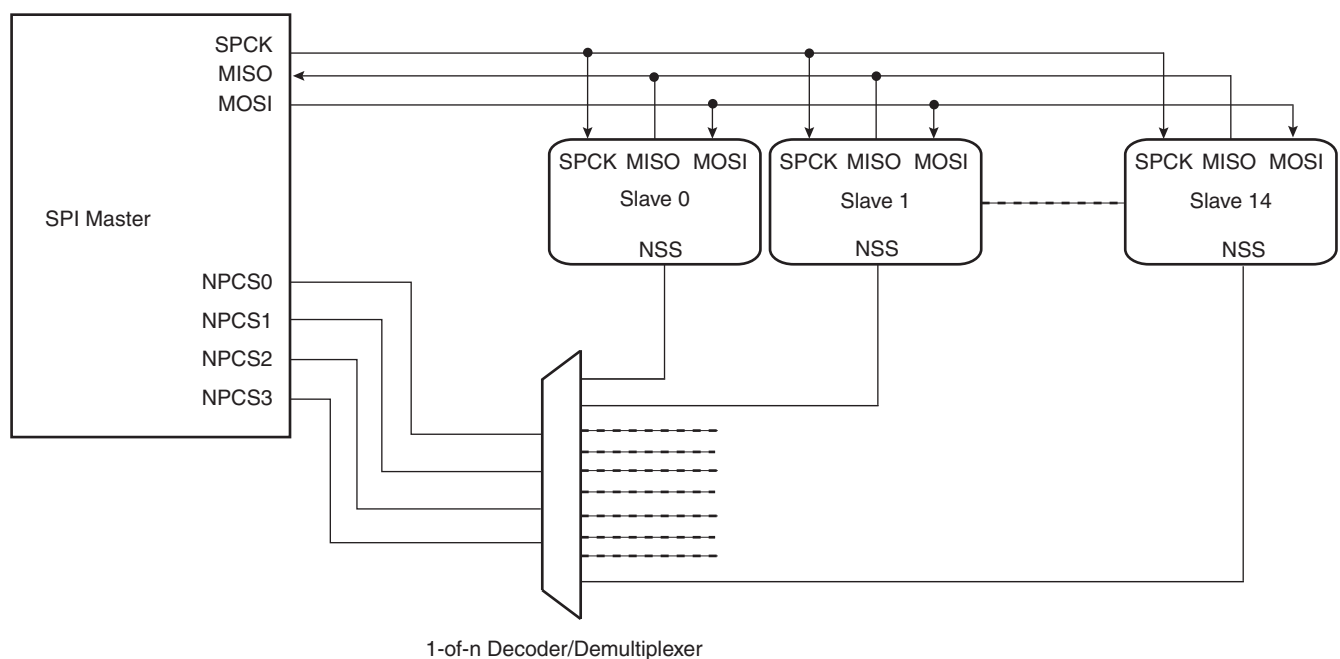 SPCK
MISO
MOSI
SPI Master
NPCS0
NPCS1
NPCS2
NPCS3
SPCK MISO MOSI
Slave 0
NSS
SPCK MISO MOSI
Slave 1
NSS
SPCK MISO MOSI
Slave 14
NSS
1-of-n Decoder/Demultiplexer